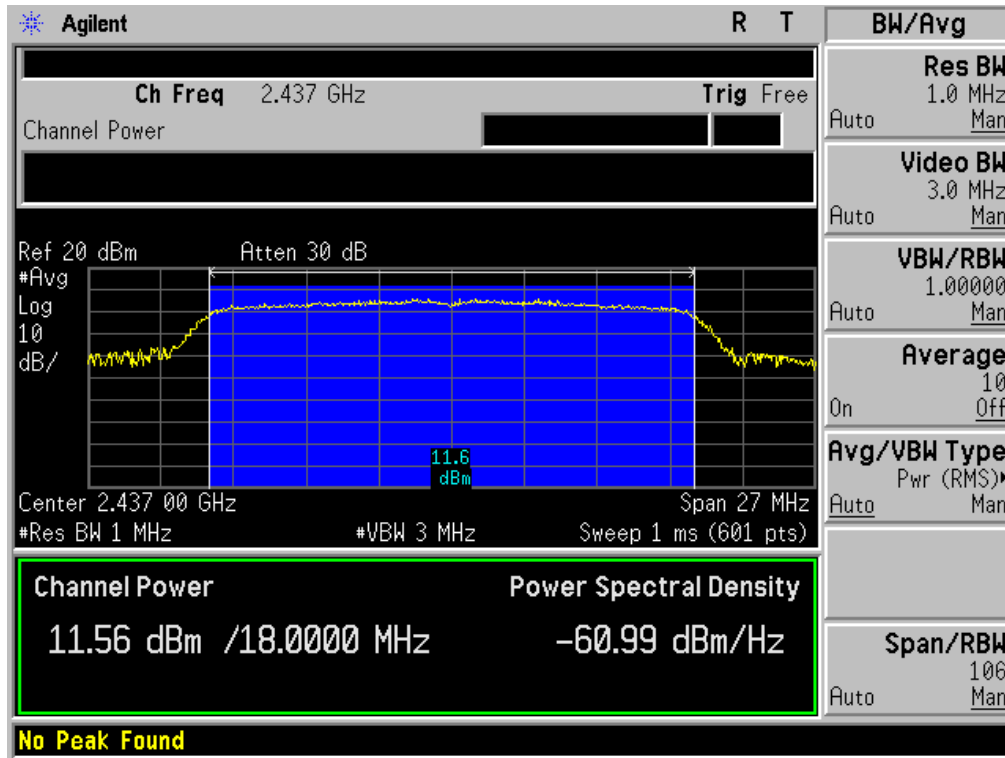 Agilent R T
Ch Freq 2.437 GHz Trig Free
Channel Power
Ref 20 dBm Atten 30 dB
#Avg
Log
10
dB/
11.6
dBm
Center 2.437 00 GHz Span 27 MHz
#Res BW 1 MHz #VBW 3 MHz Sweep 1 ms (601 pts)
Channel Power Power Spectral Density
11.56 dBm /18.0000 MHz -60.99 dBm/Hz
No Peak Found
BW/Avg
Res BW
1.0 MHz
Auto Man
Video BW
3.0 MHz
Auto Man
VBW/RBW
1.00000
Auto Man
Average
10
On Off
Avg/VBW Type
Pwr (RMS)▸
Auto Man
Span/RBW
106
Auto Man